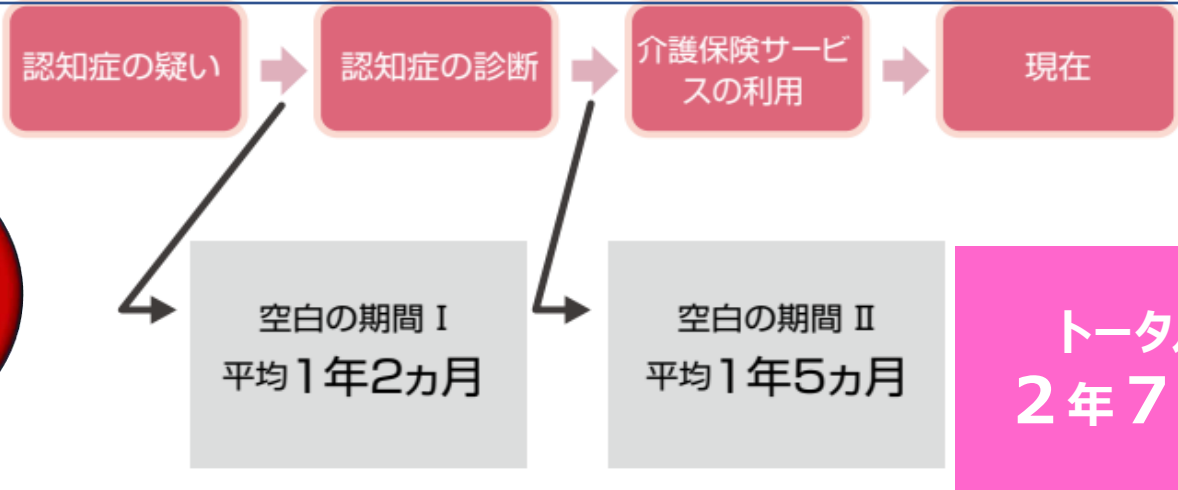 認知症の疑い
認知症の診断
介護保険サービ
スの利用
現在
空白の期間 Ⅰ
平均1年2ヵ月
空白の期間 Ⅱ
平均1年5ヵ月
トータ
2年7